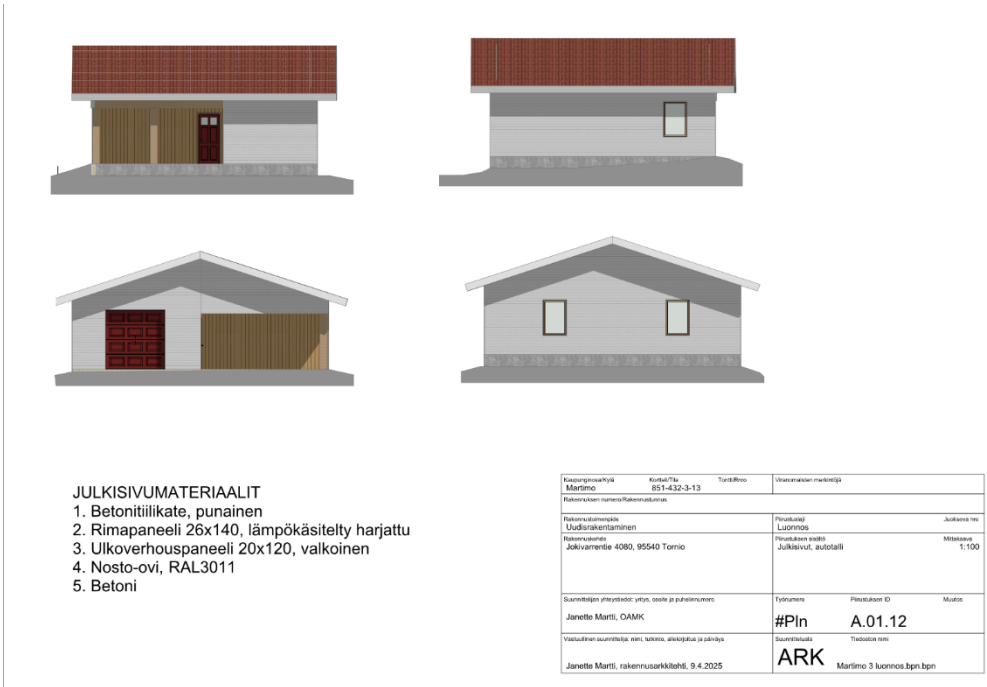 JULKISIVUMATERIAALIT
1. Betonitiilikate, punainen
2. Rimapaneeli 26x140, lämpökäsitelty harjattu
3. Ulkoverhouspaneeli 20x120, valkoinen
4. Nosto-ovi, RAL3011
5. Betoni
Kaupunginosa/Kylä Kortteli/Tila Tontti/Rnro Viranomaisten merkintöjä
Martimo 851-432-3-13
Rakennuksen numero/Rakennustunnus
Rakennustoimenpide Piirustuslaji Juokseva nro
Uudisrakentaminen Luonnos
Rakennuskohde Piirustuksen sisältö Mittakaava
Jokivarrentie 4080, 95540 Tornio Julkisivut, autotalli 1:100
Suunnittelijan yhteystiedot: yritys, osoite ja puhelinnumero Työnumero Piirustuksen ID Muutos
Janette Martti, OAMK #Pln A.01.12
Vastuullinen suunnittelija: nimi, tutkinto, allekirjoitus ja päiväys Suunnitteluala Tiedoston nimi
Janette Martti, rakennusarkkitehti, 9.4.2025 ARK Martimo 3 luonnos.bpn.bpn